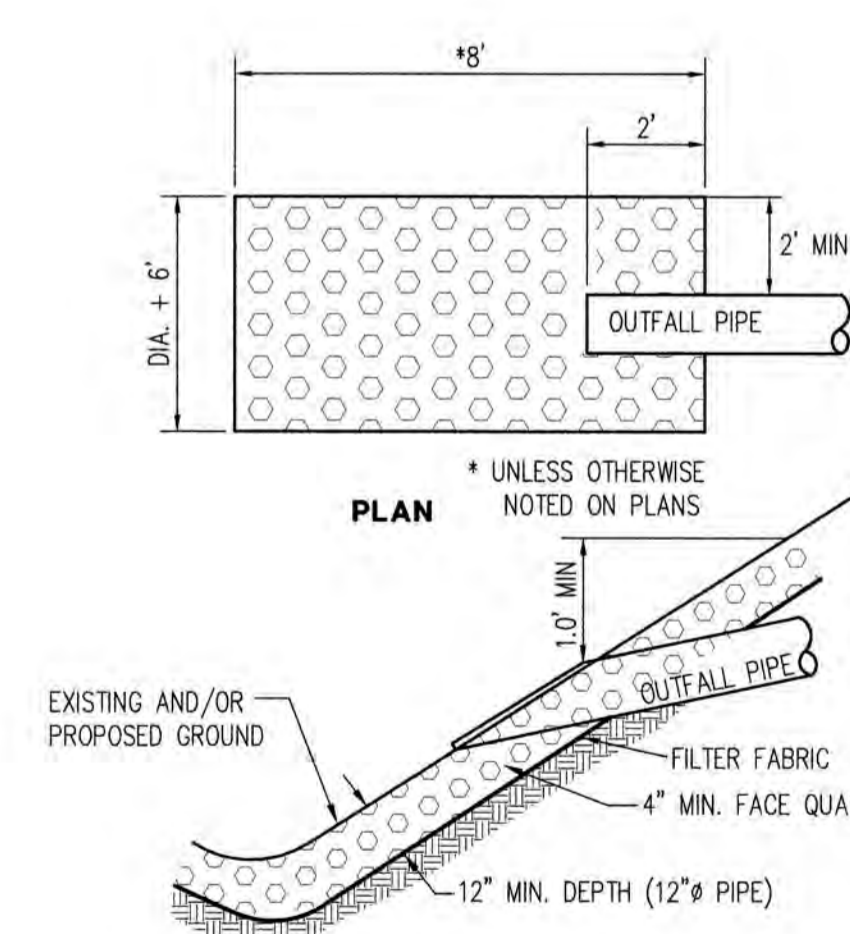 *8'
2'
2' MIN
DIA. + 6'
OUTFALL PIPE
* UNLESS OTHERWISE
NOTED ON PLANS
PLAN
1.0' MIN
OUTFALL PIPE
EXISTING AND/OR
PROPOSED GROUND
FILTER FABRIC
4" MIN. FACE QUA
12" MIN. DEPTH (12"ø PIPE)